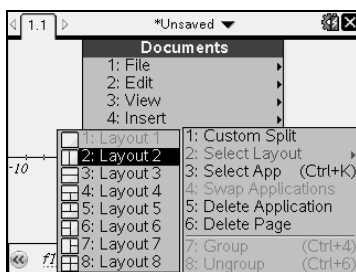 1.1 *Unsaved
Documents
1: File
2: Edit
3: View
4: Insert
1: Layout 1
2: Layout 2
3: Layout 3
4: Layout 4
5: Layout 5
6: Layout 6
7: Layout 7
8: Layout 8
1: Custom Split
2: Select Layout
3: Select App (Ctrl+K)
4: Swap Applications
5: Delete Application
6: Delete Page
7: Group (Ctrl+4)
8: Ungroup (Ctrl+6)
-10
f1